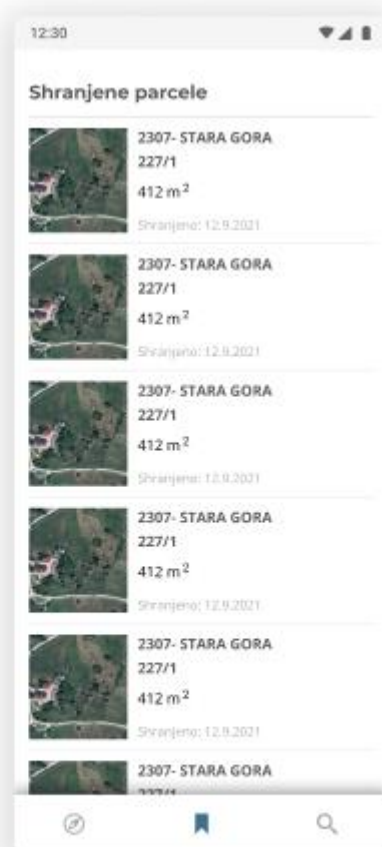 12:30
Shranjene parcele
2307- STARA GORA
227/1
412 m²
Shranjeno: 12.9.2021
2307- STARA GORA
227/1
412 m²
Shranjeno: 12.9.2021
2307- STARA GORA
227/1
412 m²
Shranjeno: 12.9.2021
2307- STARA GORA
227/1
412 m²
Shranjeno: 12.9.2021
2307- STARA GORA
227/1
412 m²
Shranjeno: 12.9.2021
2307- STARA GORA
227/1